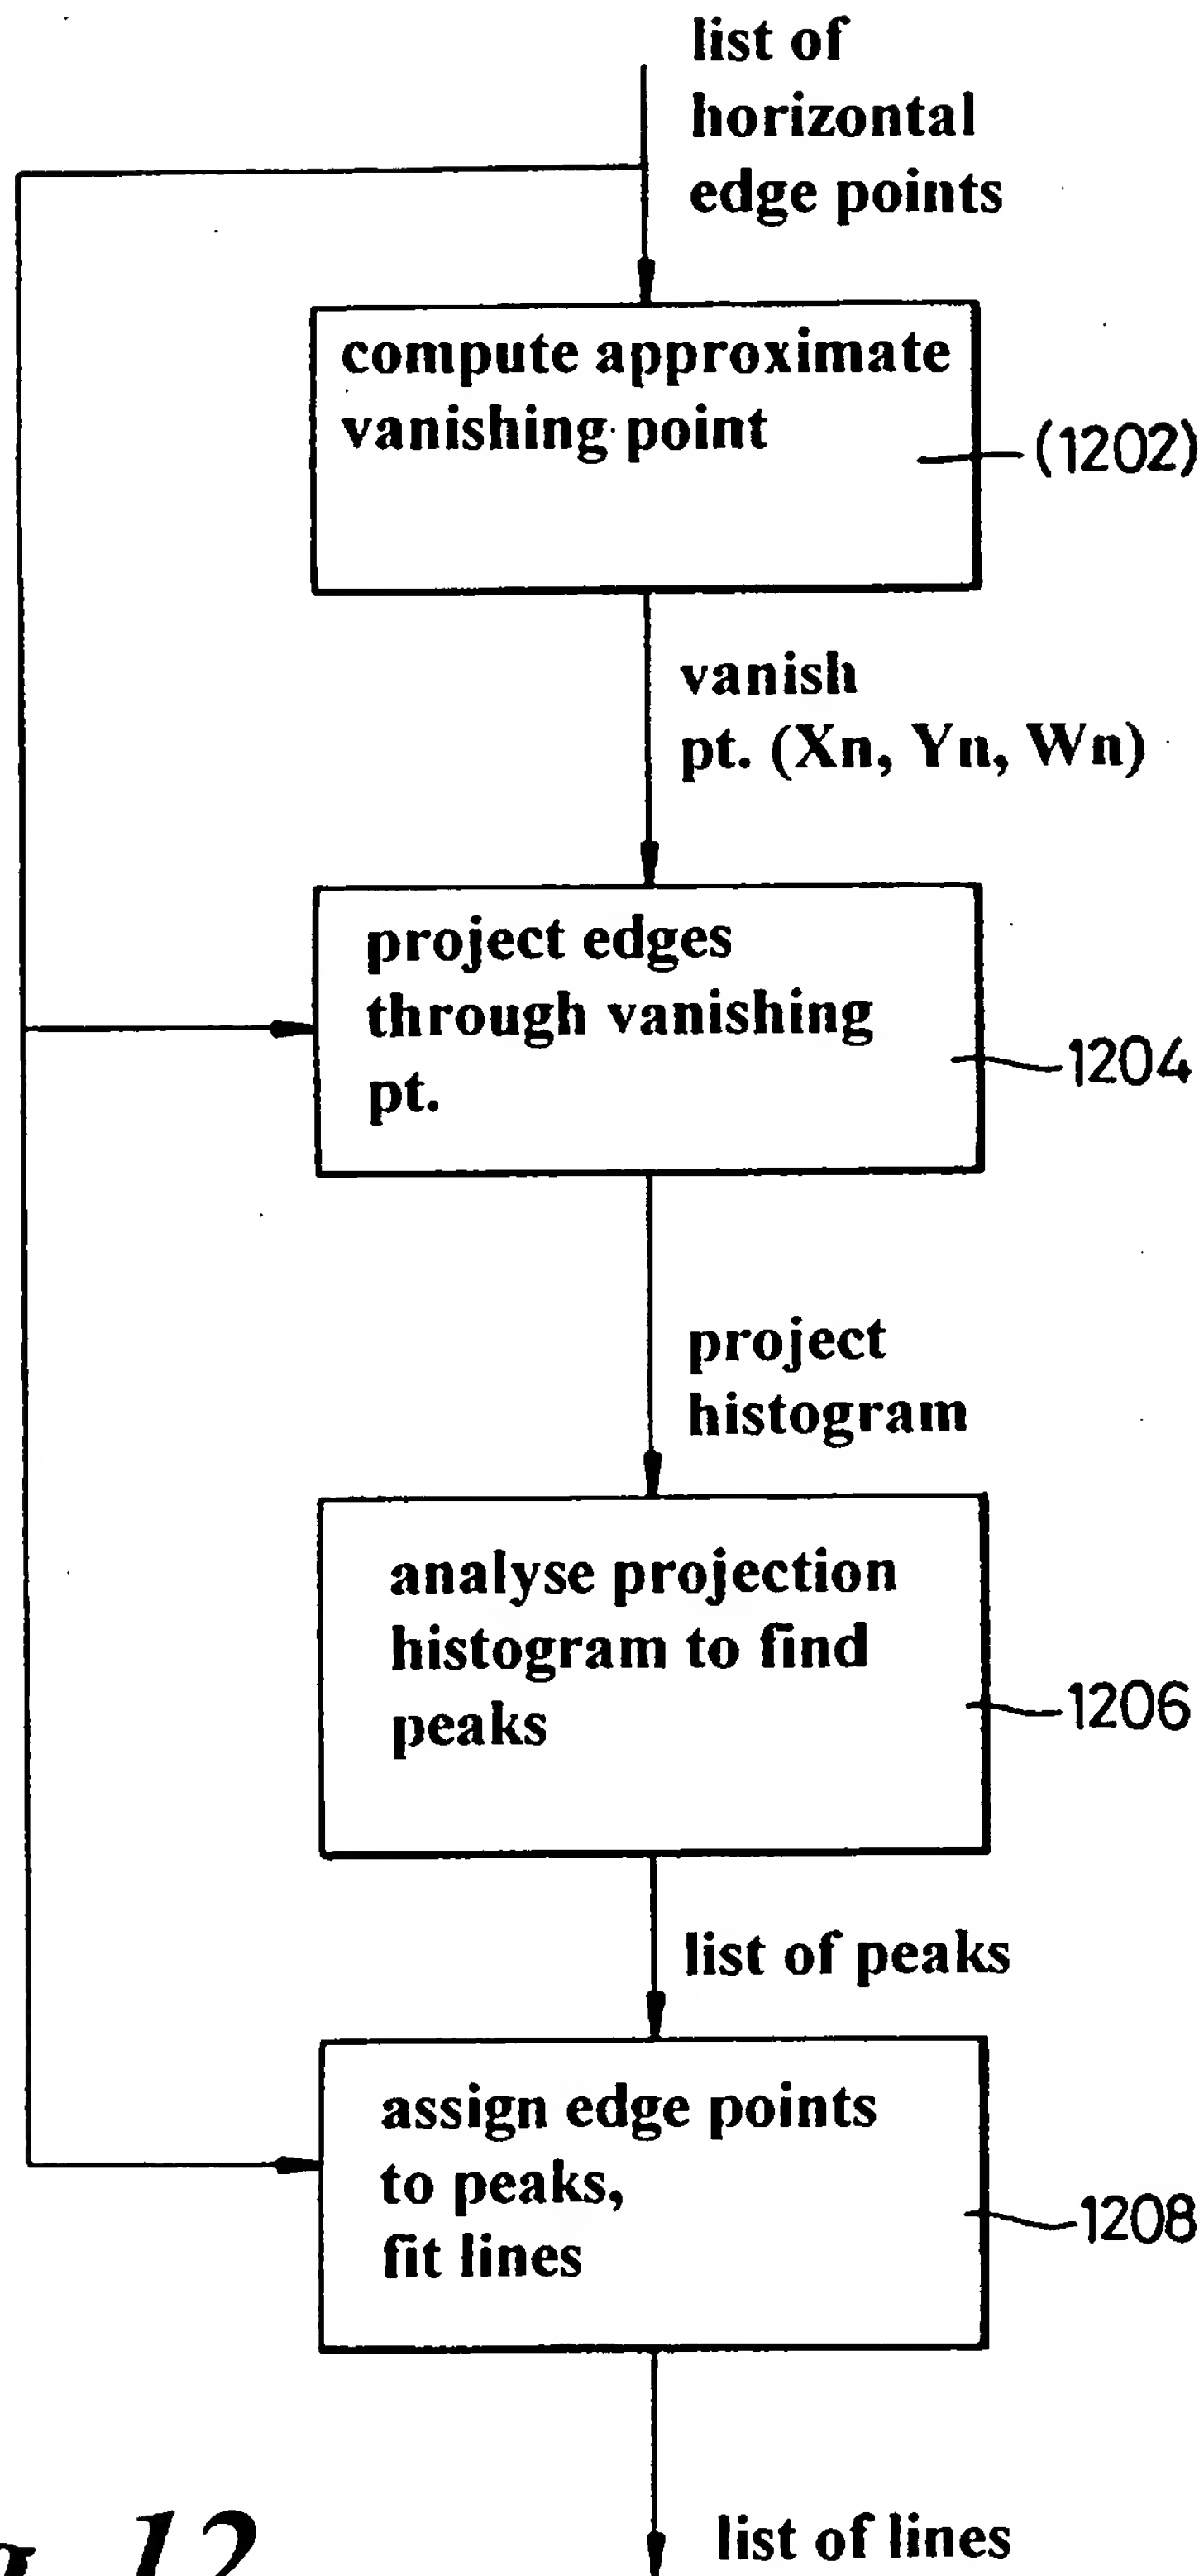 list of
horizontal
edge points
compute approximate
vanishing point
(1202)
vanish
pt. (Xn, Yn, Wn)
project edges
through vanishing
pt.
1204
project
histogram
analyse projection
histogram to find
peaks
1206
list of peaks
assign edge points
to peaks,
fit lines
1208
list of lines
12